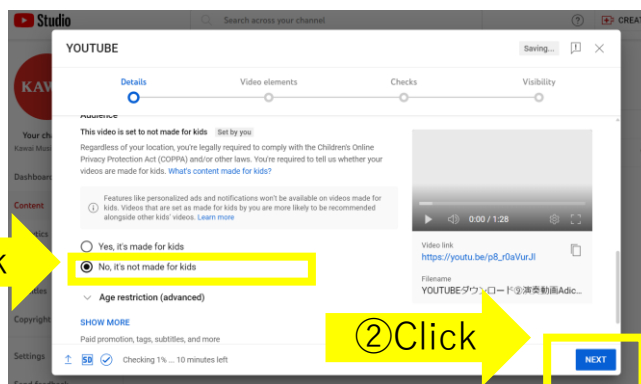 Studio
Search across your channel
CREA
YOUTUBE
Saving...
KAW
Details
Video elements
Checks
Visibility
Audience
This video is set to not made for kids Set by you
Regardless of your location, you're legally required to comply with the Children's Online
Privacy Protection Act (COPPA) and/or other laws. You're required to tell us whether your
videos are made for kids. What's content made for kids?
Your ch
Kawai Musi
Dashboar
Features like personalized ads and notifications won't be available on videos made for
kids. Videos that are set as made for kids by you are more likely to be recommended
alongside other kids' videos. Learn more
Content
0:00 / 1:28
Yes, it's made for kids
No, it's not made for kids
Video link
https://youtu.be/p8_r0aVurJI
Filename
YOUTUBEダウンロード⑨演奏動画Adic...
Age restriction (advanced)
Copyright
SHOW MORE
Paid promotion, tags, subtitles, and more
②Click
Settings
SD Checking 1% ... 10 minutes left
NEXT
Send feedback